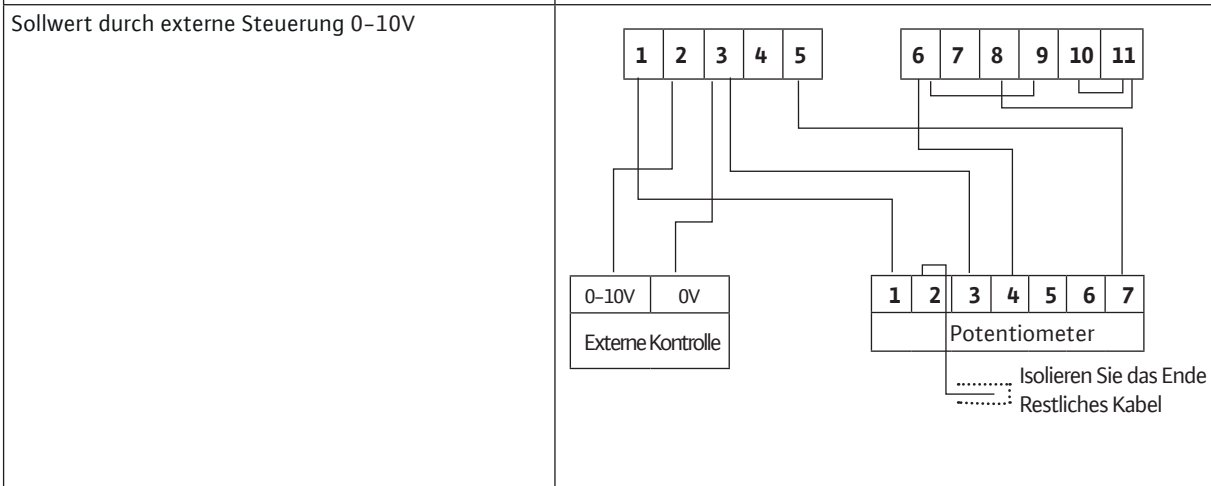 Sollwert durch externe Steuerung 0–10V
1 2 3 4 5
6 7 8 9 10 11
0–10V 0V
Externe Kontrolle
1 2 3 4 5 6 7
Potentiometer
Isolieren Sie das Ende
Restliches Kabel